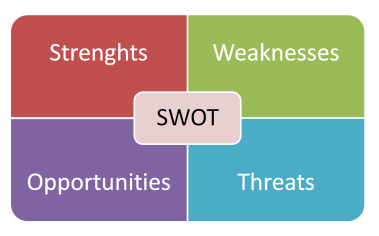 Strenghts
Weaknesses
SWOT
Opportunities
Threats